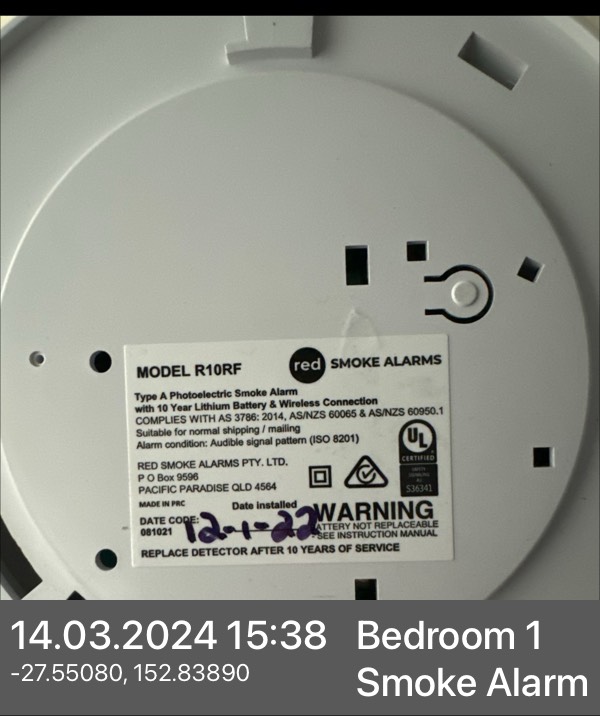 MODEL R10RF
red SMOKE ALARMS
Type A Photoelectric Smoke Alarm
with 10 Year Lithium Battery & Wireless Connection
COMPLIES WITH AS 3786: 2014, AS/NZS 60065 & AS/NZS 60950.1
Suitable for normal shipping / mailing
Alarm condition: Audible signal pattern (ISO 8201)
RED SMOKE ALARMS PTY. LTD.
P O Box 9596
PACIFIC PARADISE QLD 4564
UL
CERTIFIED
S36341
MADE IN PRC
Date installed
DATE CODE:
081021
12-1-22
WARNING
BATTERY NOT REPLACEABLE
SEE INSTRUCTION MANUAL
REPLACE DETECTOR AFTER 10 YEARS OF SERVICE
14.03.2024 15:38
-27.55080, 152.83890
Bedroom 1
Smoke Alarm